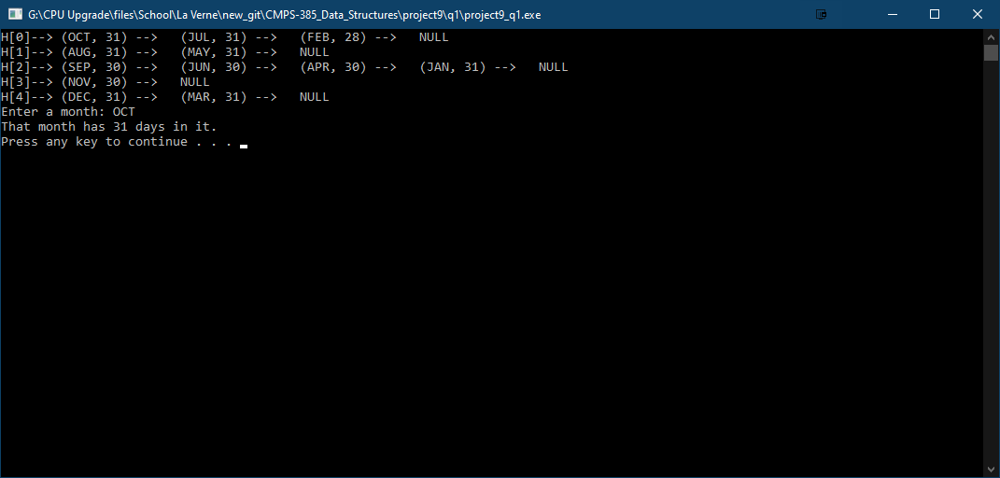 G:\CPU Upgrade\files\School\La Verne\new_git\CMPS-385_Data_Structures\project9\q1\project9_q1.exe
H[0]--> (OCT, 31) -->   (JUL, 31) -->   (FEB, 28) -->   NULL
H[1]--> (AUG, 31) -->   (MAY, 31) -->   NULL
H[2]--> (SEP, 30) -->   (JUN, 30) -->   (APR, 30) -->   (JAN, 31) -->   NULL
H[3]--> (NOV, 30) -->   NULL
H[4]--> (DEC, 31) -->   (MAR, 31) -->   NULL
Enter a month: OCT
That month has 31 days in it.
Press any key to continue . . .